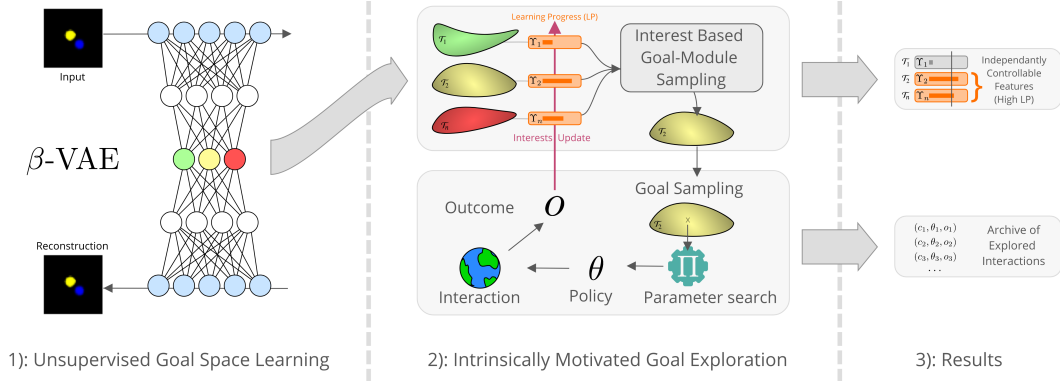 Input
β-VAE
Reconstruction
1): Unsupervised Goal Space Learning
Learning Progress (LP)
𝒯₁
ϒ₁
𝒯₂
ϒ₂
𝒯ₙ
ϒₙ
Interests Update
Interest Based
Goal-Module
Sampling
𝒯₂
Goal Sampling
𝒯₂
x
Π
Parameter search
θ
Policy
Interaction
Outcome
O
2): Intrinsically Motivated Goal Exploration
𝒯₁ ϒ₁
𝒯₂ ϒ₂
𝒯ₙ ϒₙ
}
Independantly
Controllable
Features
(High LP)
(c₁, θ₁, o₁)
(c₂, θ₂, o₂)
(c₃, θ₃, o₃)
...
Archive of
Explored
Interactions
3): Results